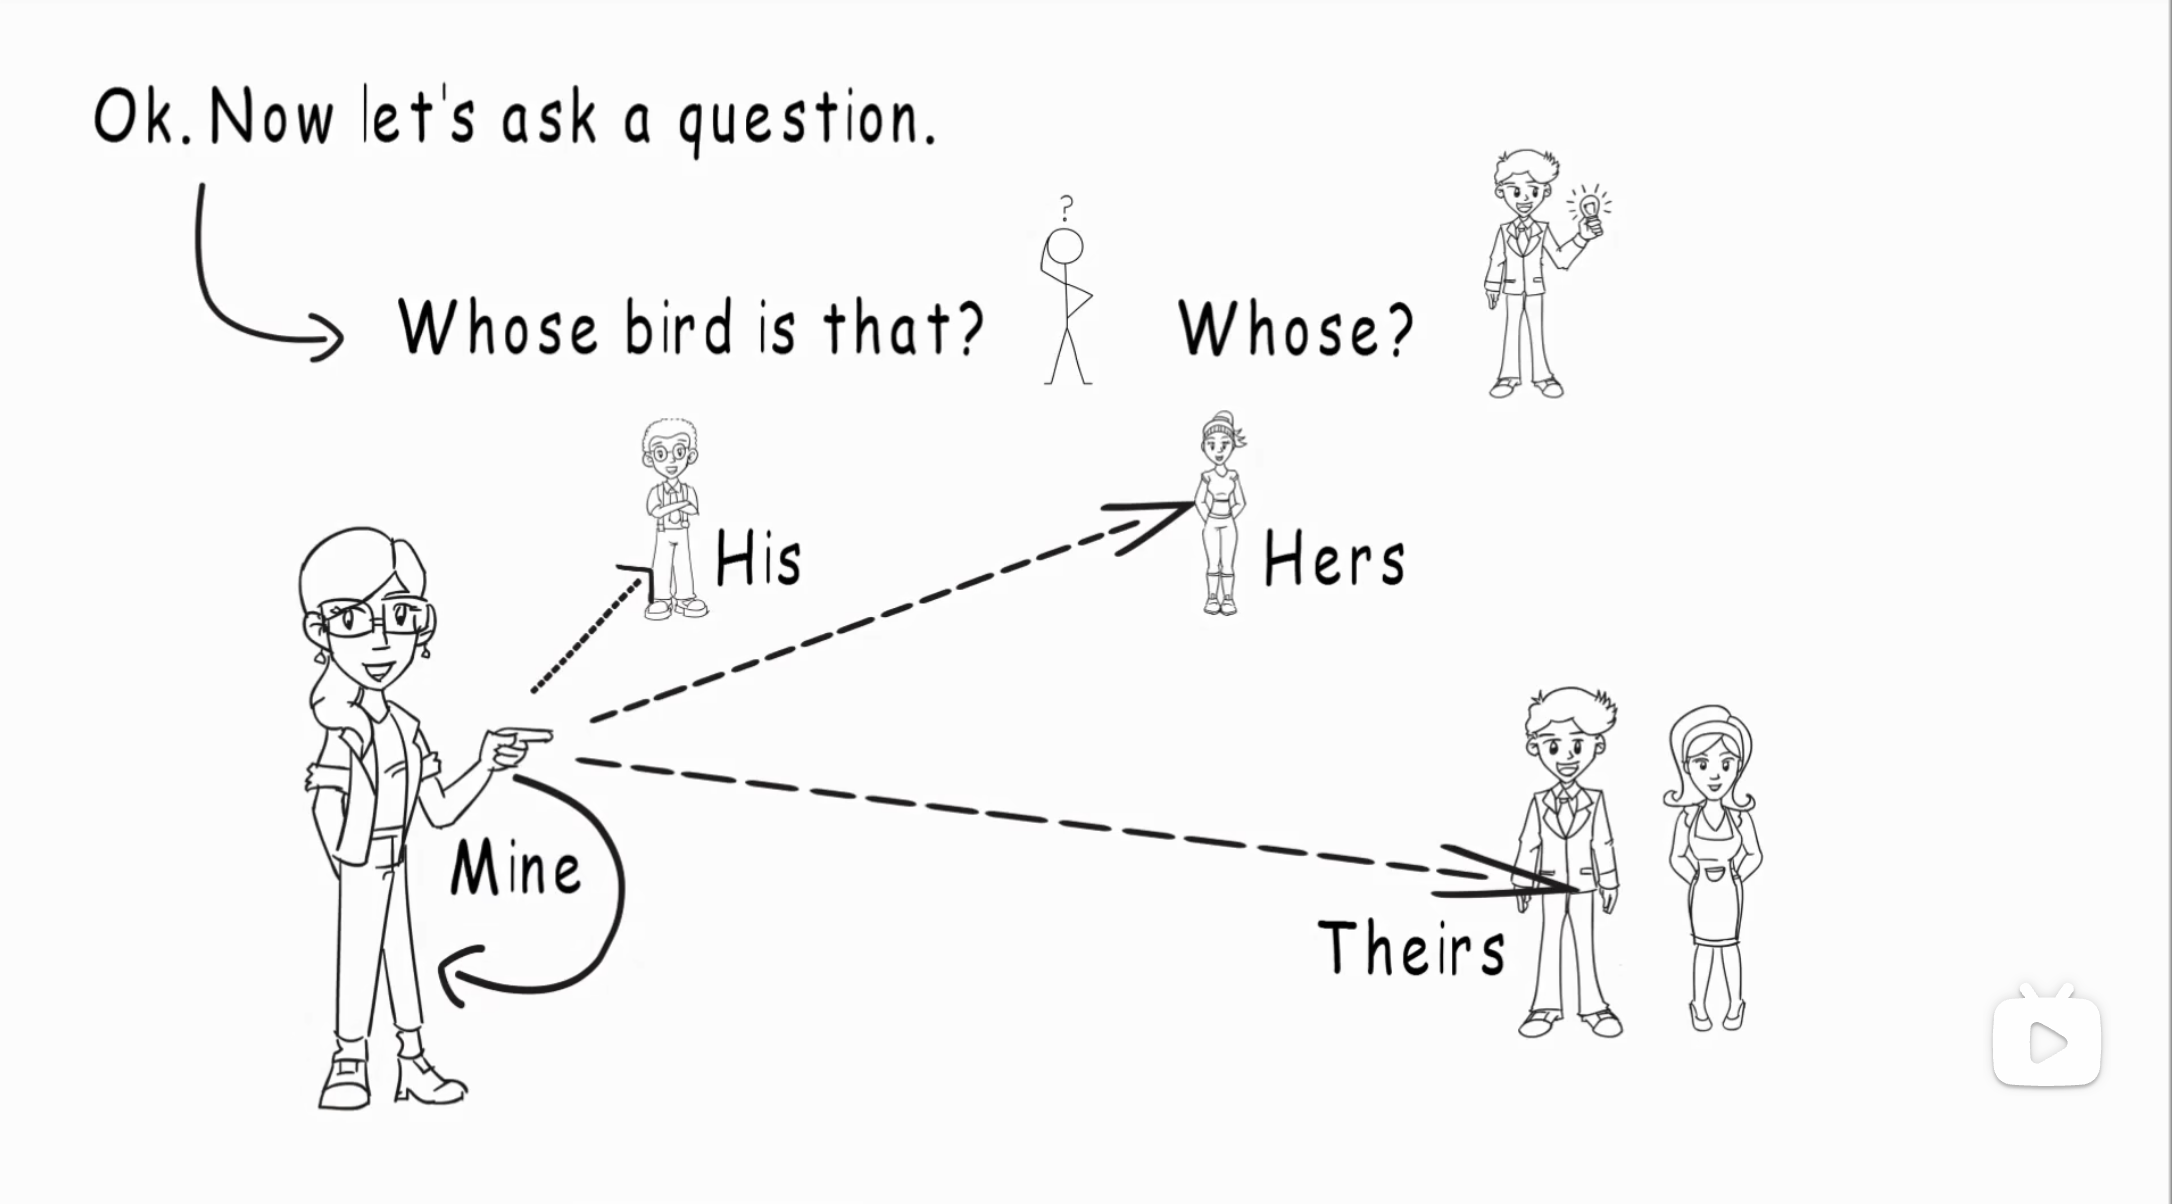 Ok. Now let's ask a question.
?
Whose bird is that? Whose?
His
Hers
Mine
Theirs